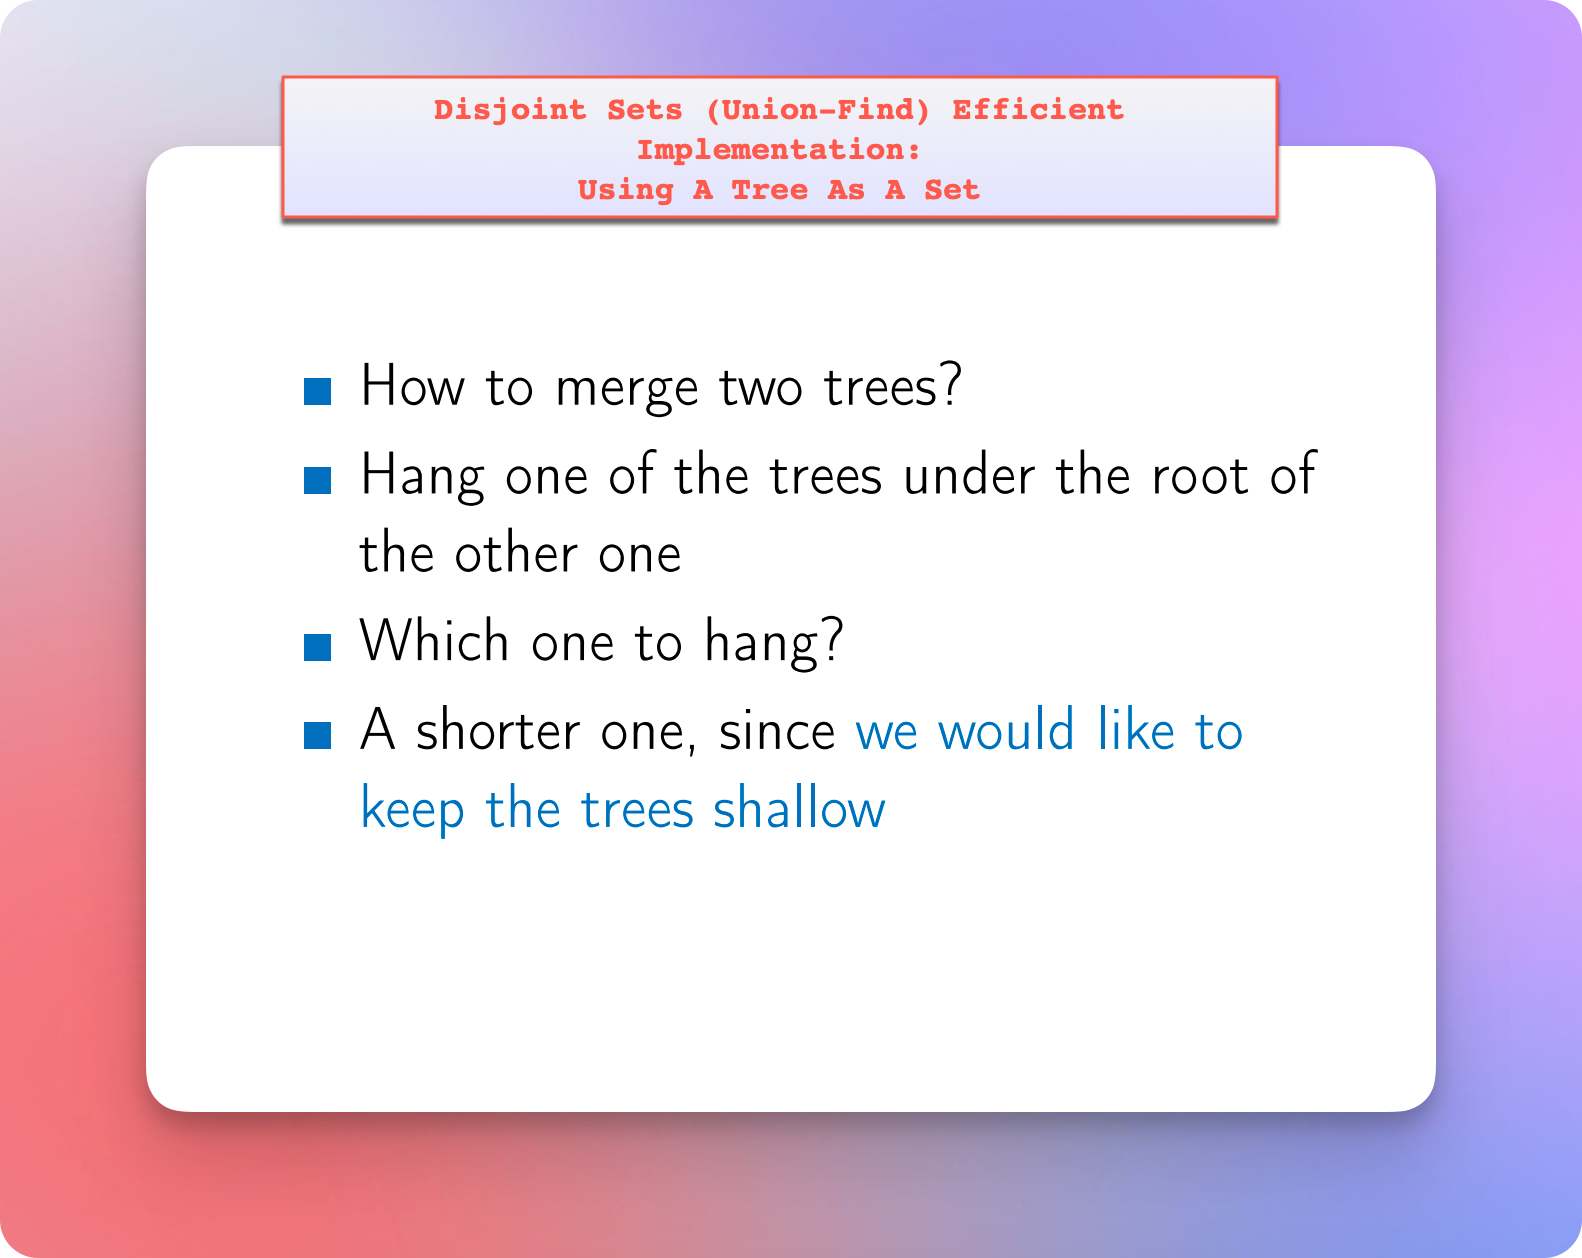 Disjoint Sets (Union-Find) Efficient
Implementation:
Using A Tree As A Set
How to merge two trees?
Hang one of the trees under the root of
the other one
Which one to hang?
A shorter one, since we would like to
keep the trees shallow